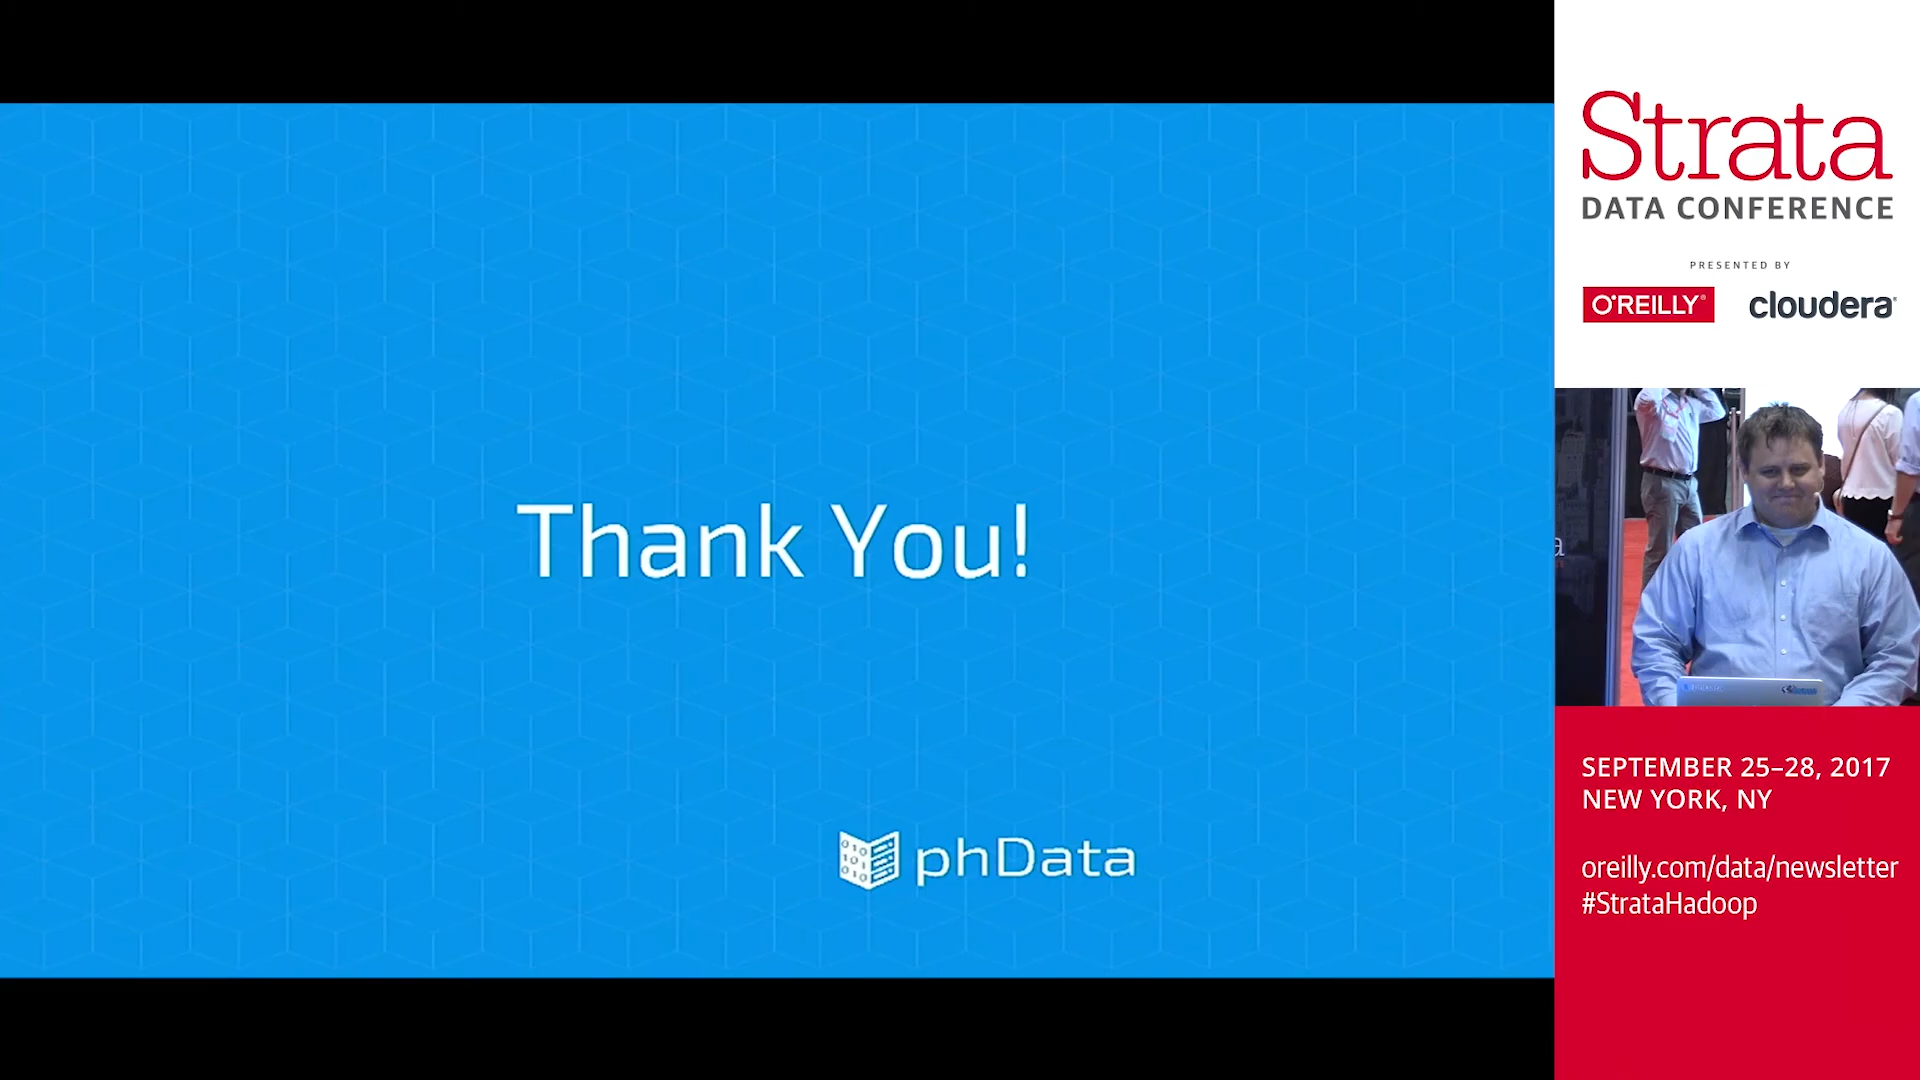 Thank You!
phData
Strata
DATA CONFERENCE
PRESENTED BY
O'REILLY®
cloudera®
SEPTEMBER 25–28, 2017
NEW YORK, NY
oreilly.com/data/newsletter
#StrataHadoop